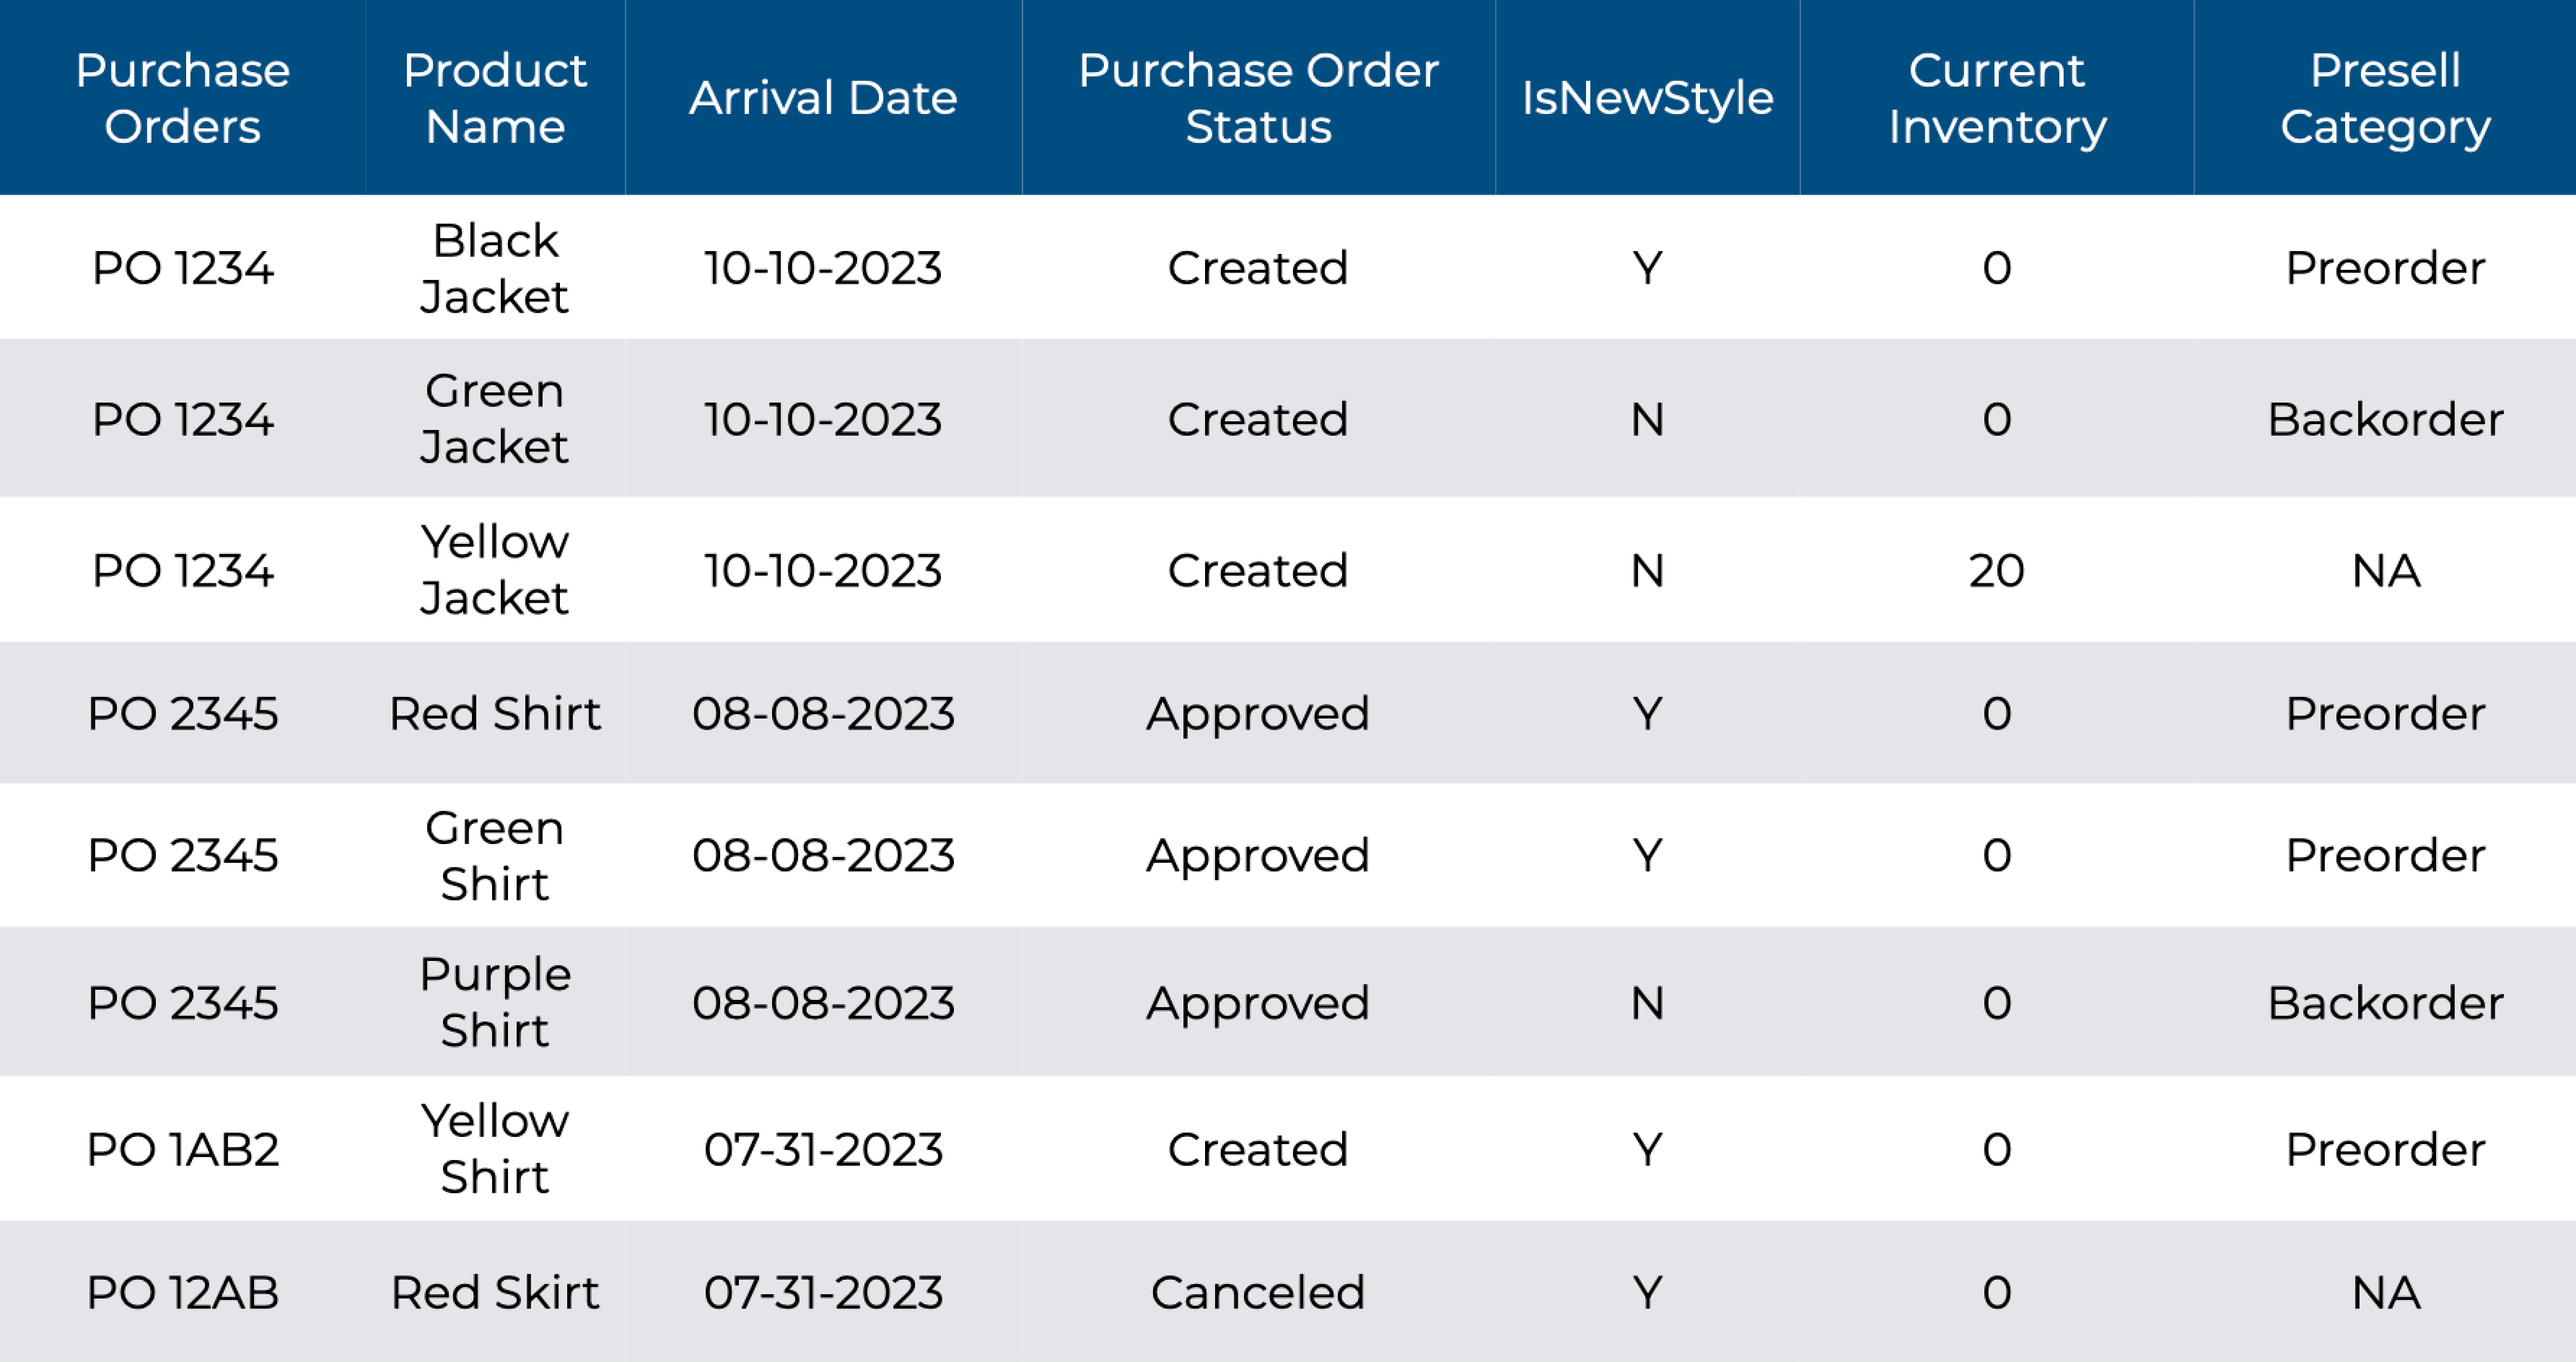 Purchase Orders Product Name Arrival Date Purchase Order Status IsNewStyle Current Inventory Presell Category
PO 1234 Black Jacket 10-10-2023 Created Y 0 Preorder
PO 1234 Green Jacket 10-10-2023 Created N 0 Backorder
PO 1234 Yellow Jacket 10-10-2023 Created N 20 NA
PO 2345 Red Shirt 08-08-2023 Approved Y 0 Preorder
PO 2345 Green Shirt 08-08-2023 Approved Y 0 Preorder
PO 2345 Purple Shirt 08-08-2023 Approved N 0 Backorder
PO 1AB2 Yellow Shirt 07-31-2023 Created Y 0 Preorder
PO 12AB Red Skirt 07-31-2023 Canceled Y 0 NA